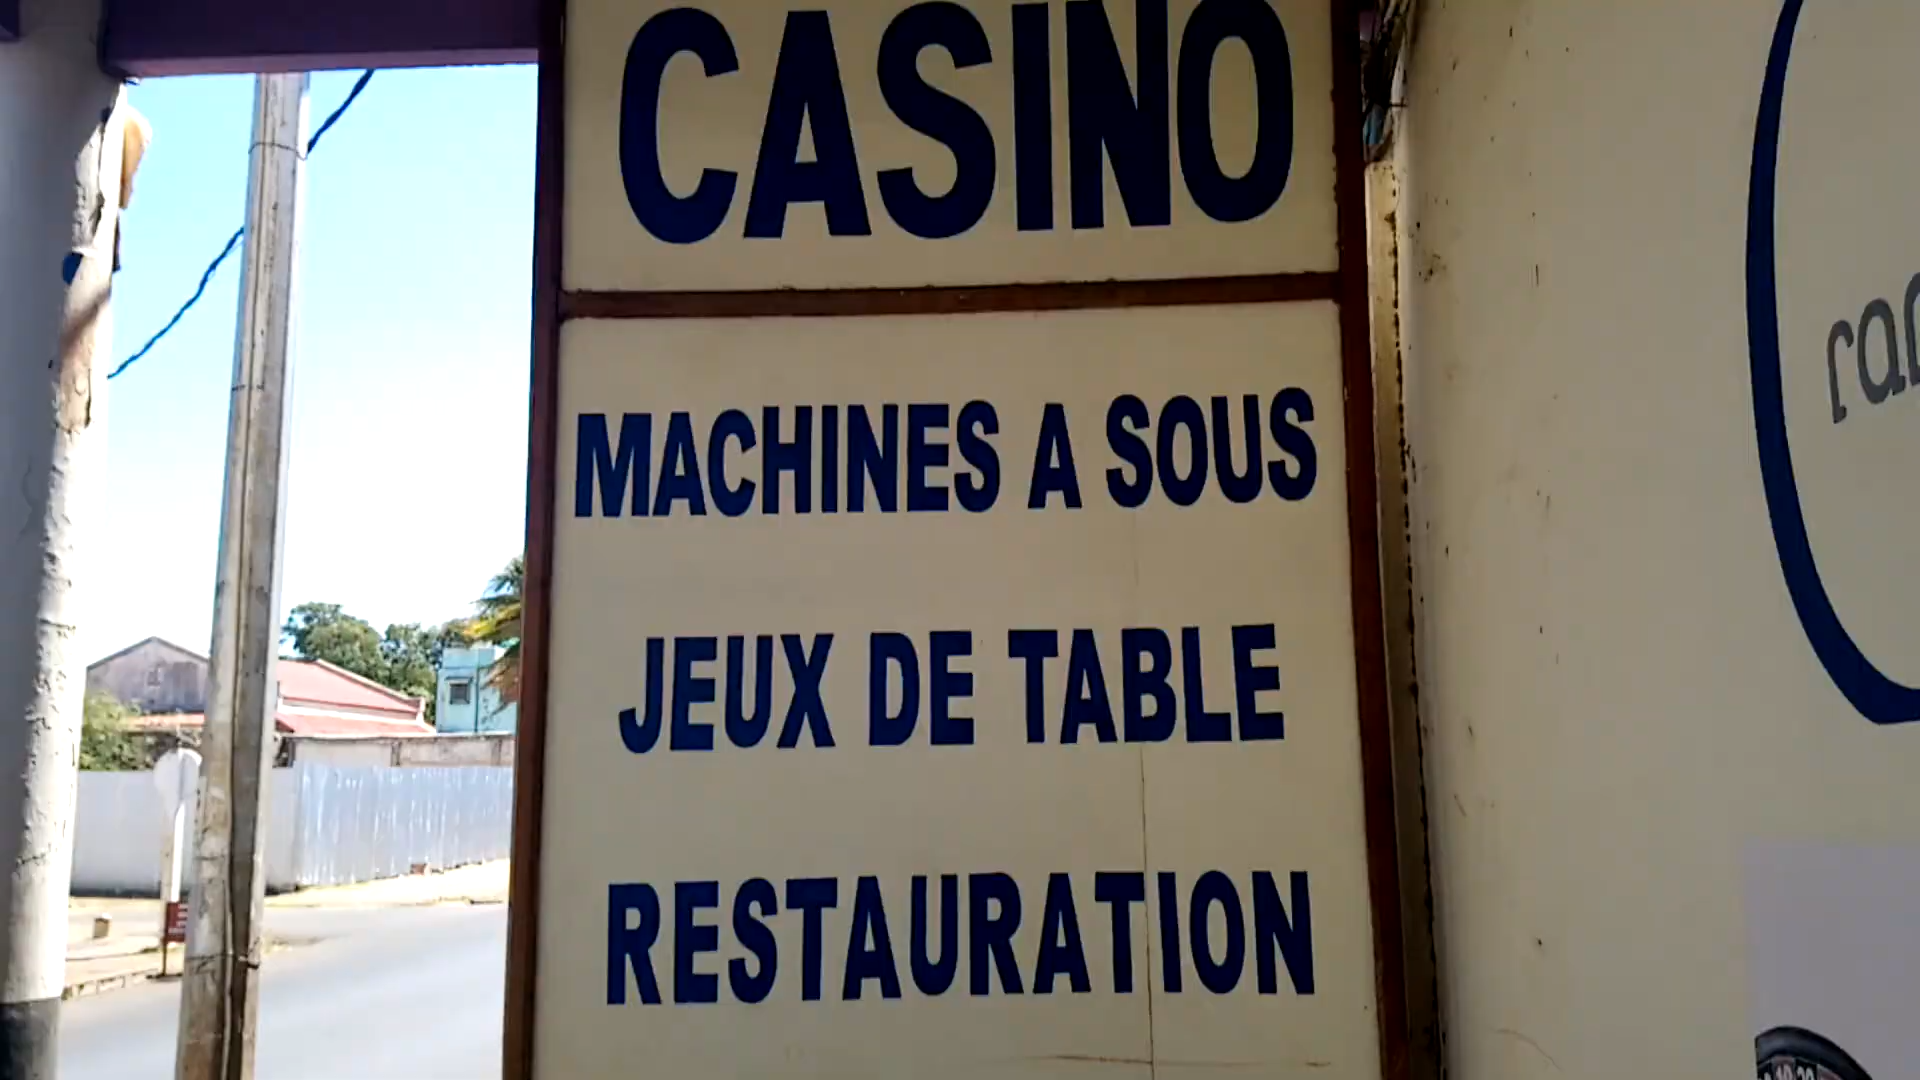 CASINO
MACHINES A SOUS
JEUX DE TABLE
RESTAURATION